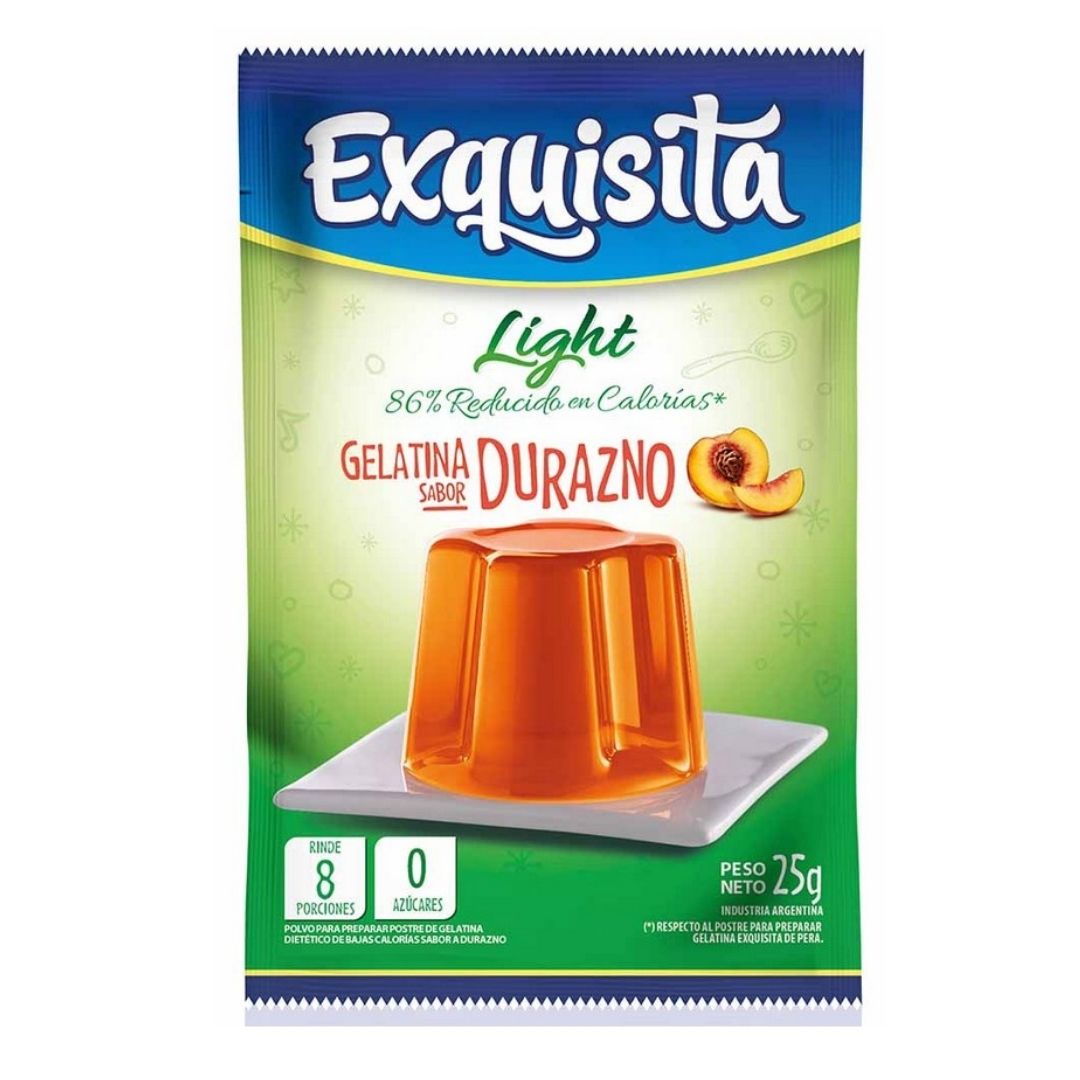 Exquisita
Light
86% Reducido en Calorías*
GELATINA
SABOR
DURAZNO
RINDE
8
PORCIONES
0
AZÚCARES
POLVO PARA PREPARAR POSTRE DE GELATINA
DIETÉTICO DE BAJAS CALORÍAS SABOR A DURAZNO
PESO
NETO 25g
INDUSTRIA ARGENTINA
(*) RESPECTO AL POSTRE PARA PREPARAR
GELATINA EXQUISITA DE PERA.